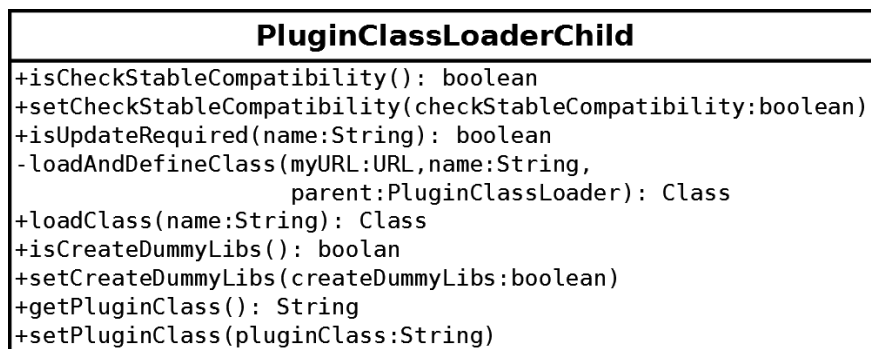 PluginClassLoaderChild
+isCheckStableCompatibility(): boolean
+setCheckStableCompatibility(checkStableCompatibility:boolean)
+isUpdateRequired(name:String): boolean
-loadAndDefineClass(myURL:URL,name:String,
parent:PluginClassLoader): Class
+loadClass(name:String): Class
+isCreateDummyLibs(): boolan
+setCreateDummyLibs(createDummyLibs:boolean)
+getPluginClass(): String
+setPluginClass(pluginClass:String)